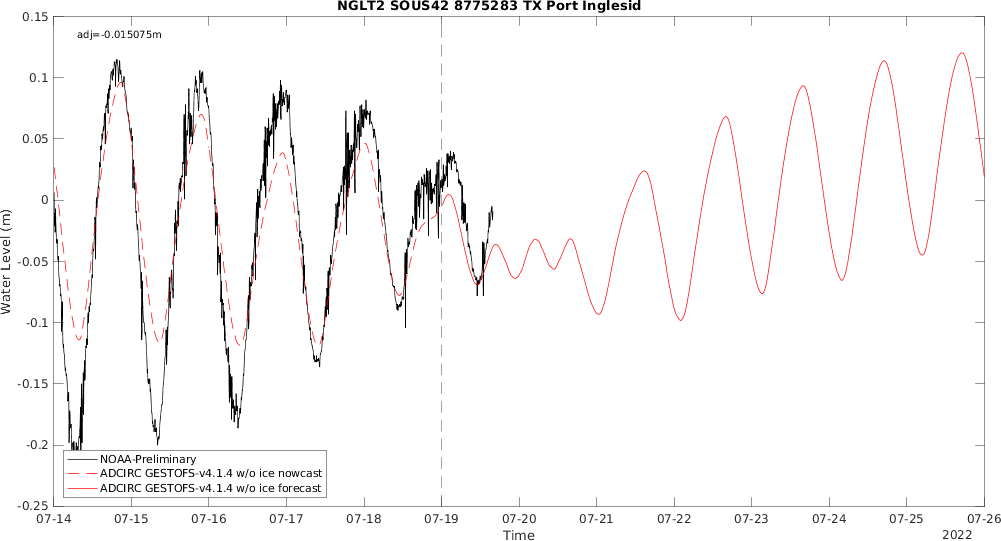 NGLT2 SOUS42 8775283 TX Port Inglesid
adj=-0.015075m
0.15
0.1
0.05
0
-0.05
-0.1
-0.15
-0.2
-0.25
Water Level (m)
NOAA-Preliminary
ADCIRC GESTOFS-v4.1.4 w/o ice nowcast
ADCIRC GESTOFS-v4.1.4 w/o ice forecast
07-14 07-15 07-16 07-17 07-18 07-19 07-20 07-21 07-22 07-23 07-24 07-25 07-26
Time
2022